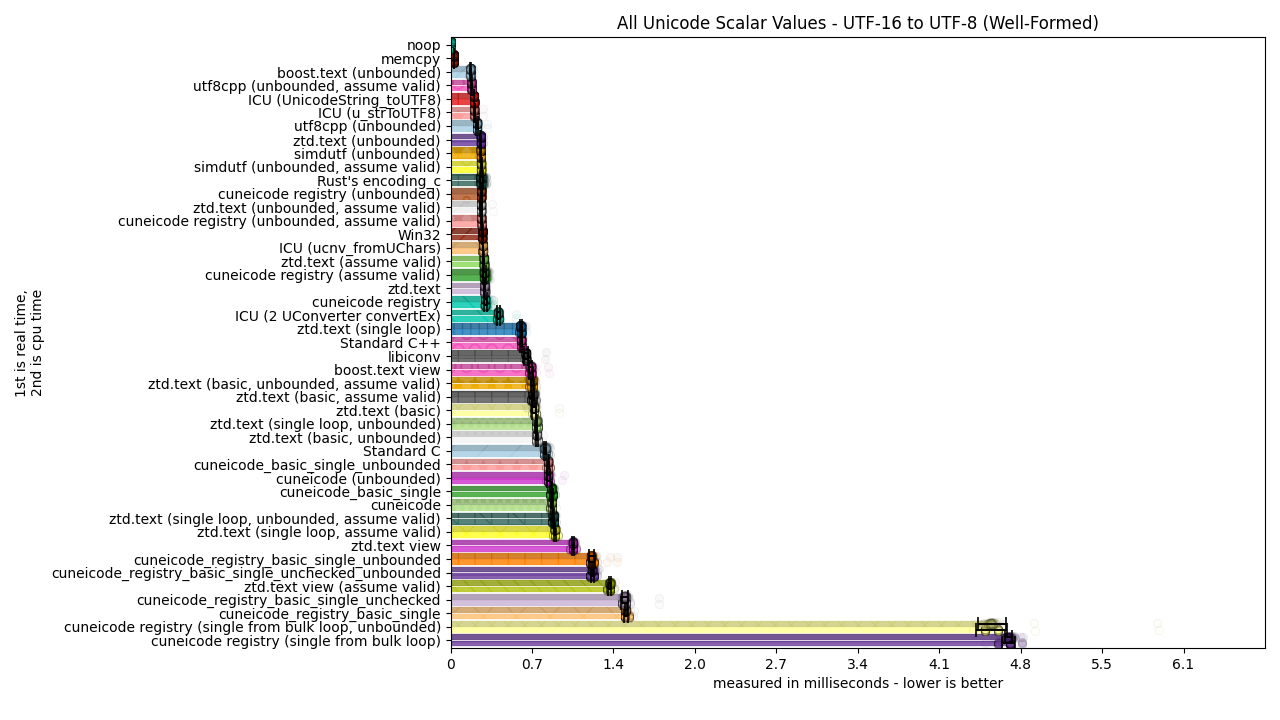 All Unicode Scalar Values - UTF-16 to UTF-8 (Well-Formed)
1st is real time,
2nd is cpu time
noop
memcpy
boost.text (unbounded)
utf8cpp (unbounded, assume valid)
ICU (UnicodeString_toUTF8)
ICU (u_strToUTF8)
utf8cpp (unbounded)
ztd.text (unbounded)
simdutf (unbounded)
simdutf (unbounded, assume valid)
Rust's encoding_c
cuneicode registry (unbounded)
ztd.text (unbounded, assume valid)
cuneicode registry (unbounded, assume valid)
Win32
ICU (ucnv_fromUChars)
ztd.text (assume valid)
cuneicode registry (assume valid)
ztd.text
cuneicode registry
ICU (2 UConverter convertEx)
ztd.text (single loop)
Standard C++
libiconv
boost.text view
ztd.text (basic, unbounded, assume valid)
ztd.text (basic, assume valid)
ztd.text (basic)
ztd.text (single loop, unbounded)
ztd.text (basic, unbounded)
Standard C
cuneicode_basic_single_unbounded
cuneicode (unbounded)
cuneicode_basic_single
cuneicode
ztd.text (single loop, unbounded, assume valid)
ztd.text (single loop, assume valid)
ztd.text view
cuneicode_registry_basic_single_unbounded
cuneicode_registry_basic_single_unchecked_unbounded
ztd.text view (assume valid)
cuneicode_registry_basic_single_unchecked
cuneicode_registry_basic_single
cuneicode registry (single from bulk loop, unbounded)
cuneicode registry (single from bulk loop)
0 0.7 1.4 2.0 2.7 3.4 4.1 4.8 5.5 6.1
measured in milliseconds - lower is better